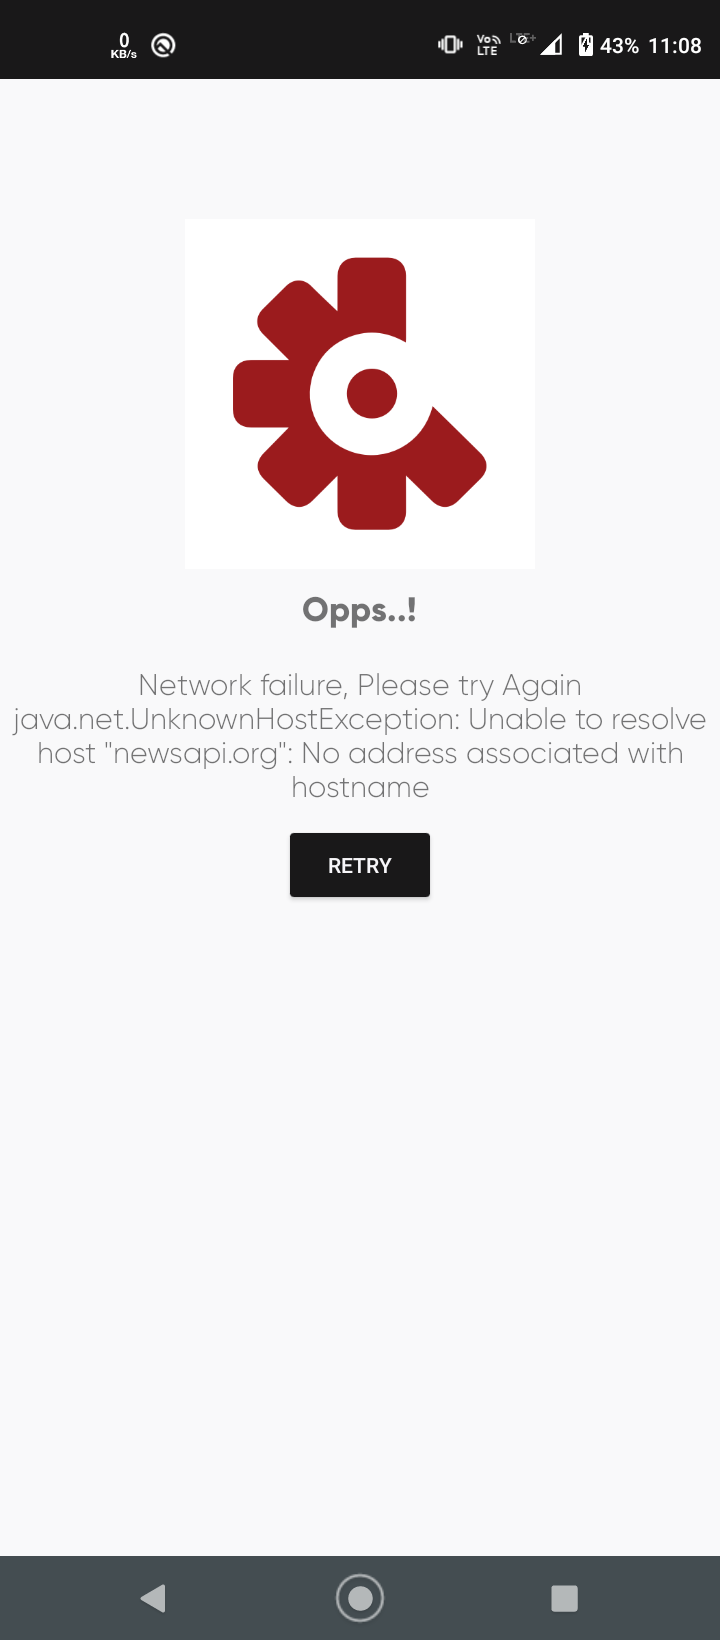 0
KB/s
Vo
LTE
LTE+
43% 11:08
Opps..!
Network failure, Please try Again
java.net.UnknownHostException: Unable to resolve
host "newsapi.org": No address associated with
hostname
RETRY